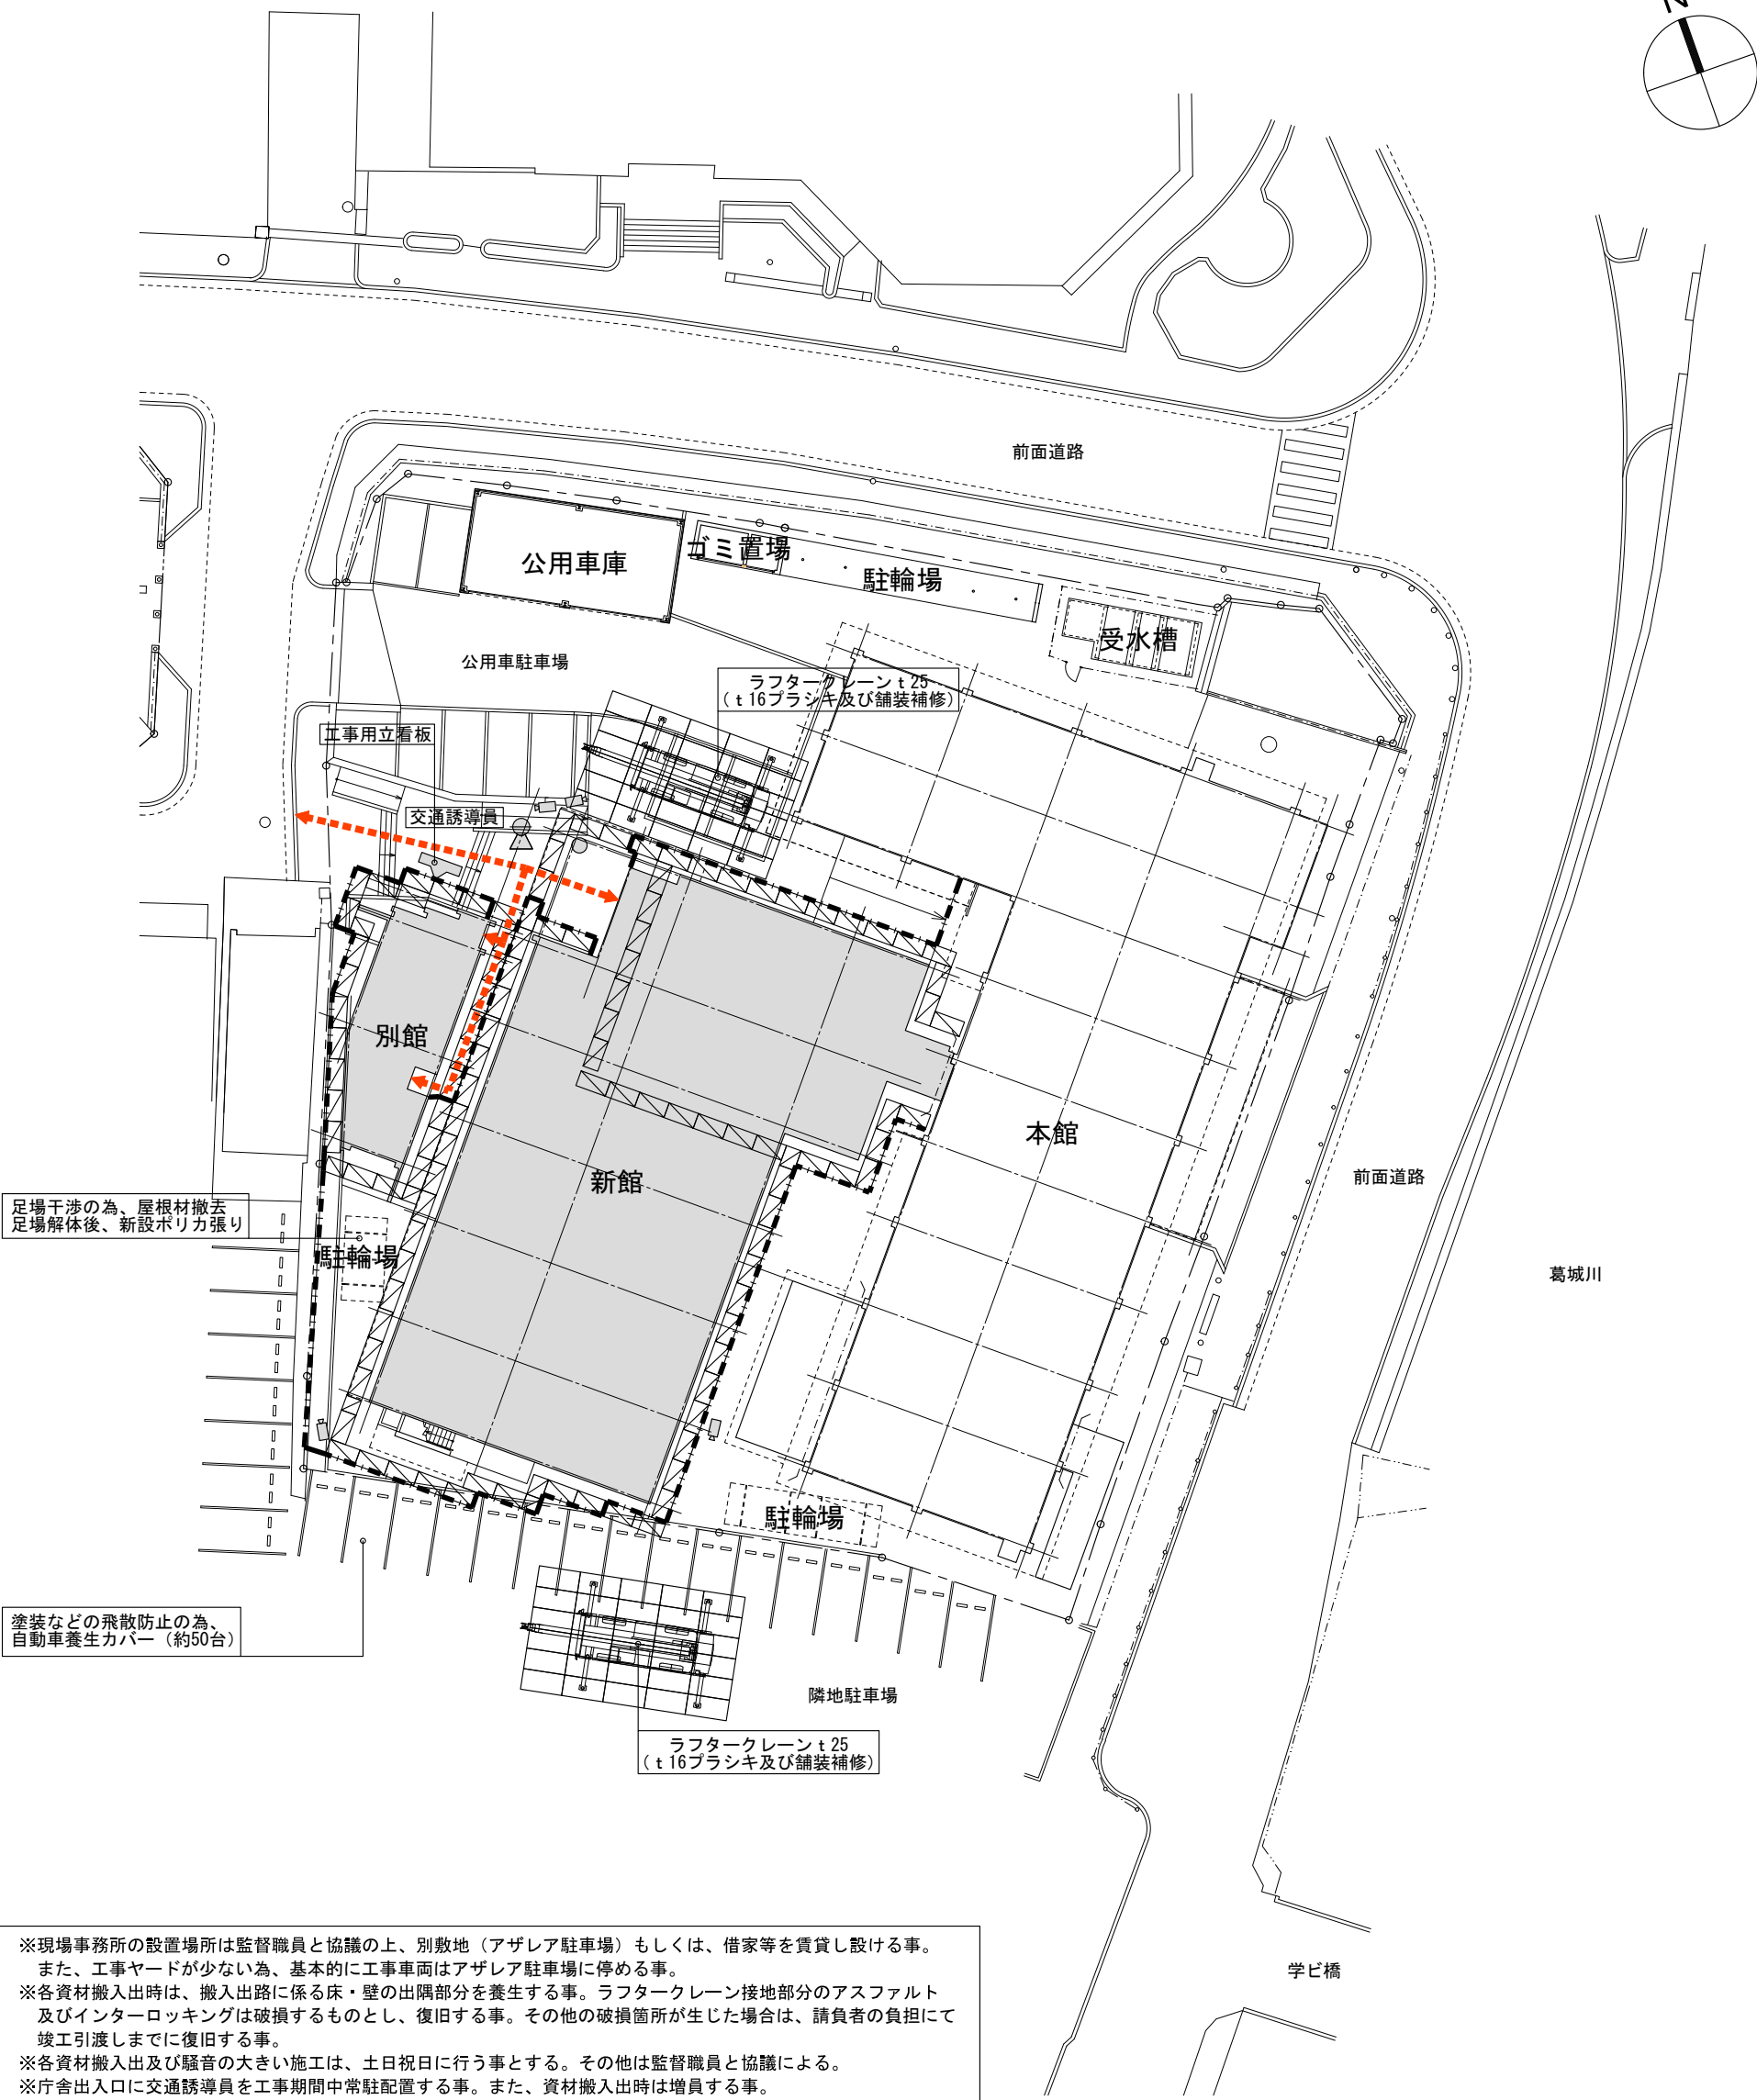 N
前面道路
公用車庫
ゴミ置場
駐輪場
受水槽
公用車駐車場
ラフタークレーンt25
（t16プラシキ及び舗装補修）
工事用立看板
交通誘導員
別館
本館
新館
前面道路
足場干渉の為、屋根材撤去
足場解体後、新設ポリカ張り
駐輪場
葛城川
駐輪場
塗装などの飛散防止の為、
自動車養生カバー（約50台）
隣地駐車場
ラフタークレーンt25
（t16プラシキ及び舗装補修）
学ビ橋
※現場事務所の設置場所は監督職員と協議の上、別敷地（アザレア駐車場）もしくは、借家等を賃貸し設ける事。
また、工事ヤードが少ない為、基本的に工事車両はアザレア駐車場に停める事。
※各資材搬入出時は、搬入出路に係る床・壁の出隅部分を養生する事。ラフタークレーン接地部分のアスファルト
及びインターロッキングは破損するものとし、復旧する事。その他の破損箇所が生じた場合は、請負者の負担にて
竣工引渡しまでに復旧する事。
※各資材搬入出及び騒音の大きい施工は、土日祝日に行う事とする。その他は監督職員と協議による。
※庁舎出入口に交通誘導員を工事期間中常駐配置する事。また、資材搬入出時は増員する事。